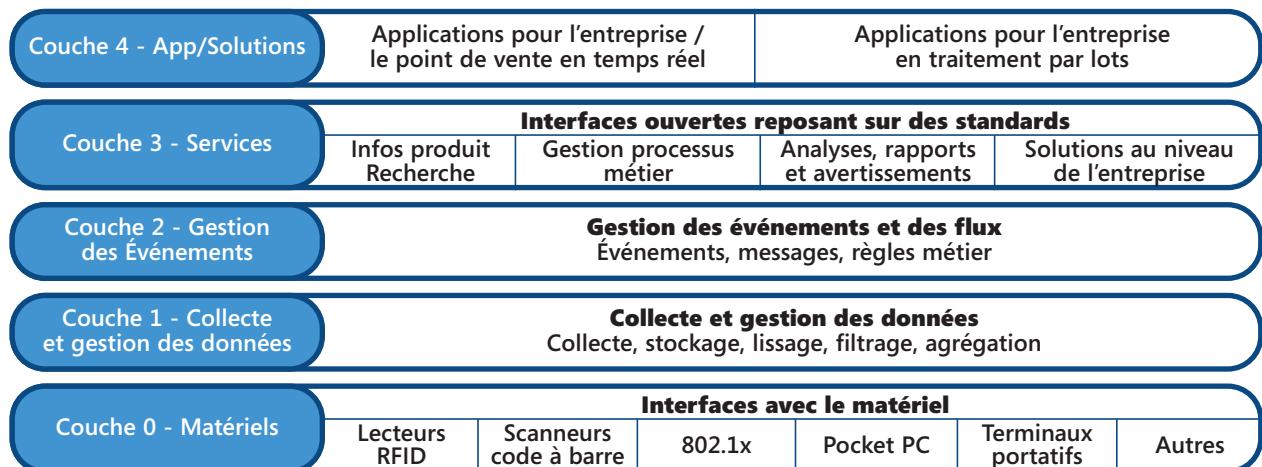 Couche 4 - App/Solutions
Applications pour l'entreprise /
le point de vente en temps réel
Applications pour l'entreprise
en traitement par lots
Couche 3 - Services
Interfaces ouvertes reposant sur des standards
Infos produit
Recherche
Gestion processus
métier
Analyses, rapports
et avertissements
Solutions au niveau
de l'entreprise
Couche 2 - Gestion
des Événements
Gestion des événements et des flux
Événements, messages, règles métier
Couche 1 - Collecte
et gestion des données
Collecte et gestion des données
Collecte, stockage, lissage, filtrage, agrégation
Couche 0 - Matériels
Interfaces avec le matériel
Lecteurs
RFID
Scanneurs
code à barre
802.1x
Pocket PC
Terminaux
portatifs
Autres